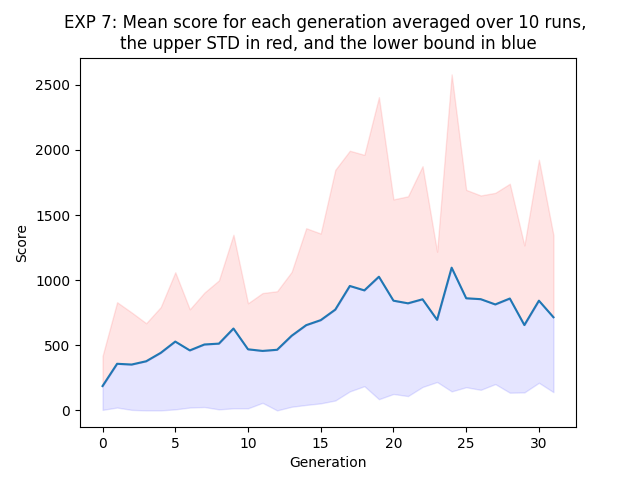 EXP 7: Mean score for each generation averaged over 10 runs,
the upper STD in red, and the lower bound in blue
2500
2000
1500
1000
500
0
Score
0 5 10 15 20 25 30
Generation